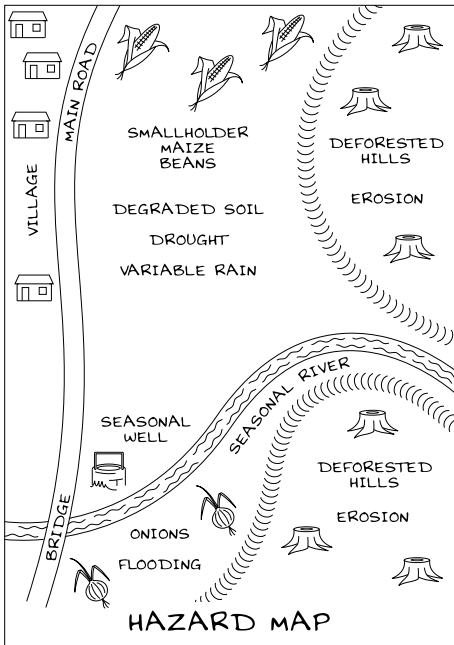 MAIN ROAD
VILLAGE
SMALLHOLDER
MAIZE
BEANS
DEGRADED SOIL
DROUGHT
VARIABLE RAIN
DEFORESTED
HILLS
EROSION
SEASONAL RIVER
SEASONAL
WELL
BRIDGE
ONIONS
FLOODING
DEFORESTED
HILLS
EROSION
HAZARD MAP